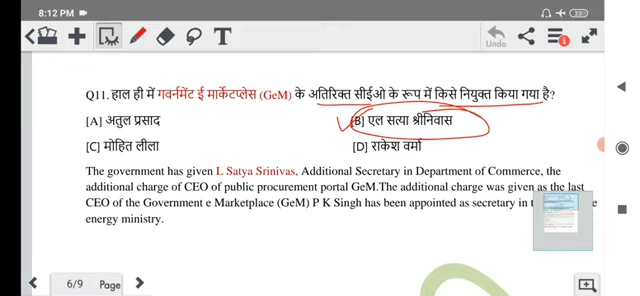 8:12 PM
33
T
Undo
Q11. हाल ही में गवर्नमेंट ई मार्केटप्लेस (GeM) के अतिरिक्त सीईओ के रूप में किसे नियुक्त किया गया है?
[A] अतुल प्रसाद [B] एल सत्या श्रीनिवास
[C] मोहित लीला [D] राकेश वर्मा
The government has given L Satya Srinivas, Additional Secretary in Department of Commerce, the
additional charge of CEO of public procurement portal GeM.The additional charge was given as the last
CEO of the Government e Marketplace (GeM) P K Singh has been appointed as secretary in
energy ministry.
6/9 Page